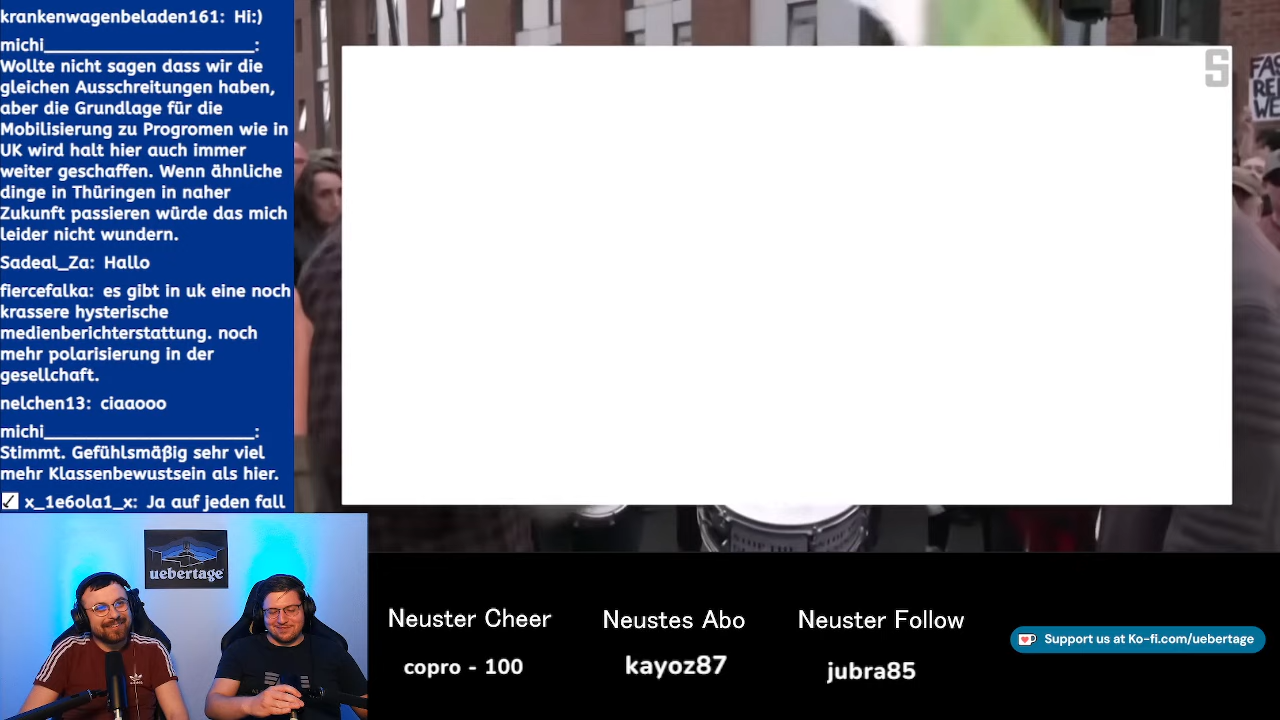 krankenwagenbeladen161: Hi:)
michi____________________:
Wollte nicht sagen dass wir die
gleichen Ausschreitungen haben,
aber die Grundlage für die
Mobilisierung zu Progromen wie in
UK wird halt hier auch immer
weiter geschaffen. Wenn ähnliche
dinge in Thüringen in naher
Zukunft passieren würde das mich
leider nicht wundern.
Sadeal_Za: Hallo
fiercefalka: es gibt in uk eine noch
krassere hysterische
medienberichterstattung. noch
mehr polarisierung in der
gesellchaft.
nelchen13: ciaaooo
michi____________________:
Stimmt. Gefühlsmäßig sehr viel
mehr Klassenbewustsein als hier.
x_1e6ola1_x: Ja auf jeden fall
S
uebertage
Neuster Cheer
copro - 100
Neustes Abo
kayoz87
Neuster Follow
jubra85
Support us at Ko-fi.com/uebertage